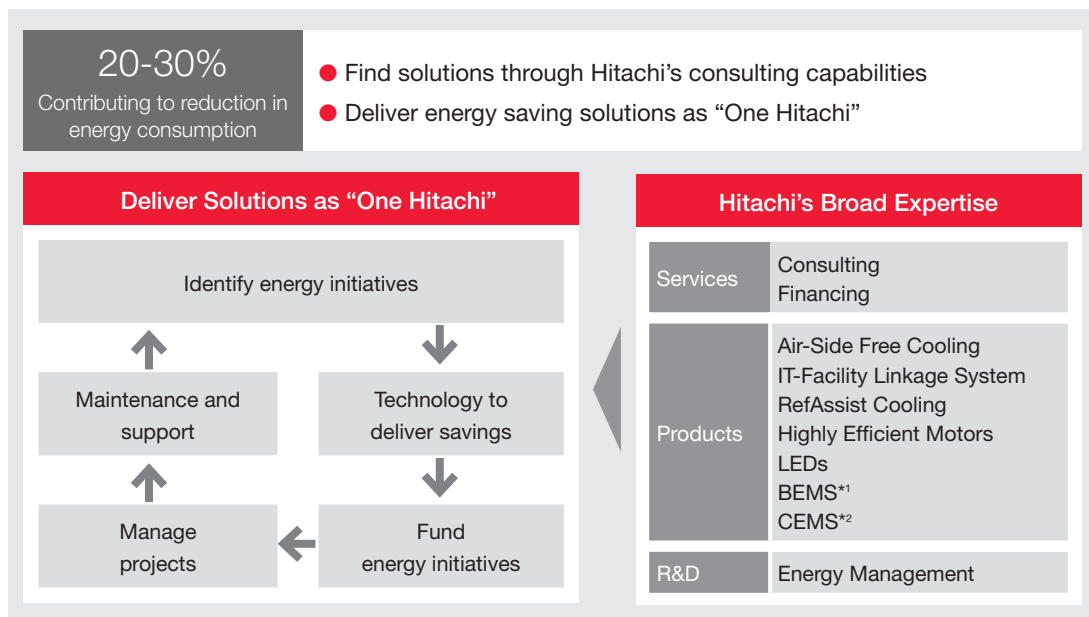 20-30%
Contributing to reduction in
energy consumption
● Find solutions through Hitachi’s consulting capabilities
● Deliver energy saving solutions as “One Hitachi”
Deliver Solutions as “One Hitachi”
Identify energy initiatives
Maintenance and
support
Technology to
deliver savings
Manage
projects
Fund
energy initiatives
Hitachi’s Broad Expertise
Services
Consulting
Financing
Products
Air-Side Free Cooling
IT-Facility Linkage System
RefAssist Cooling
Highly Efficient Motors
LEDs
BEMS*1
CEMS*2
R&D
Energy Management